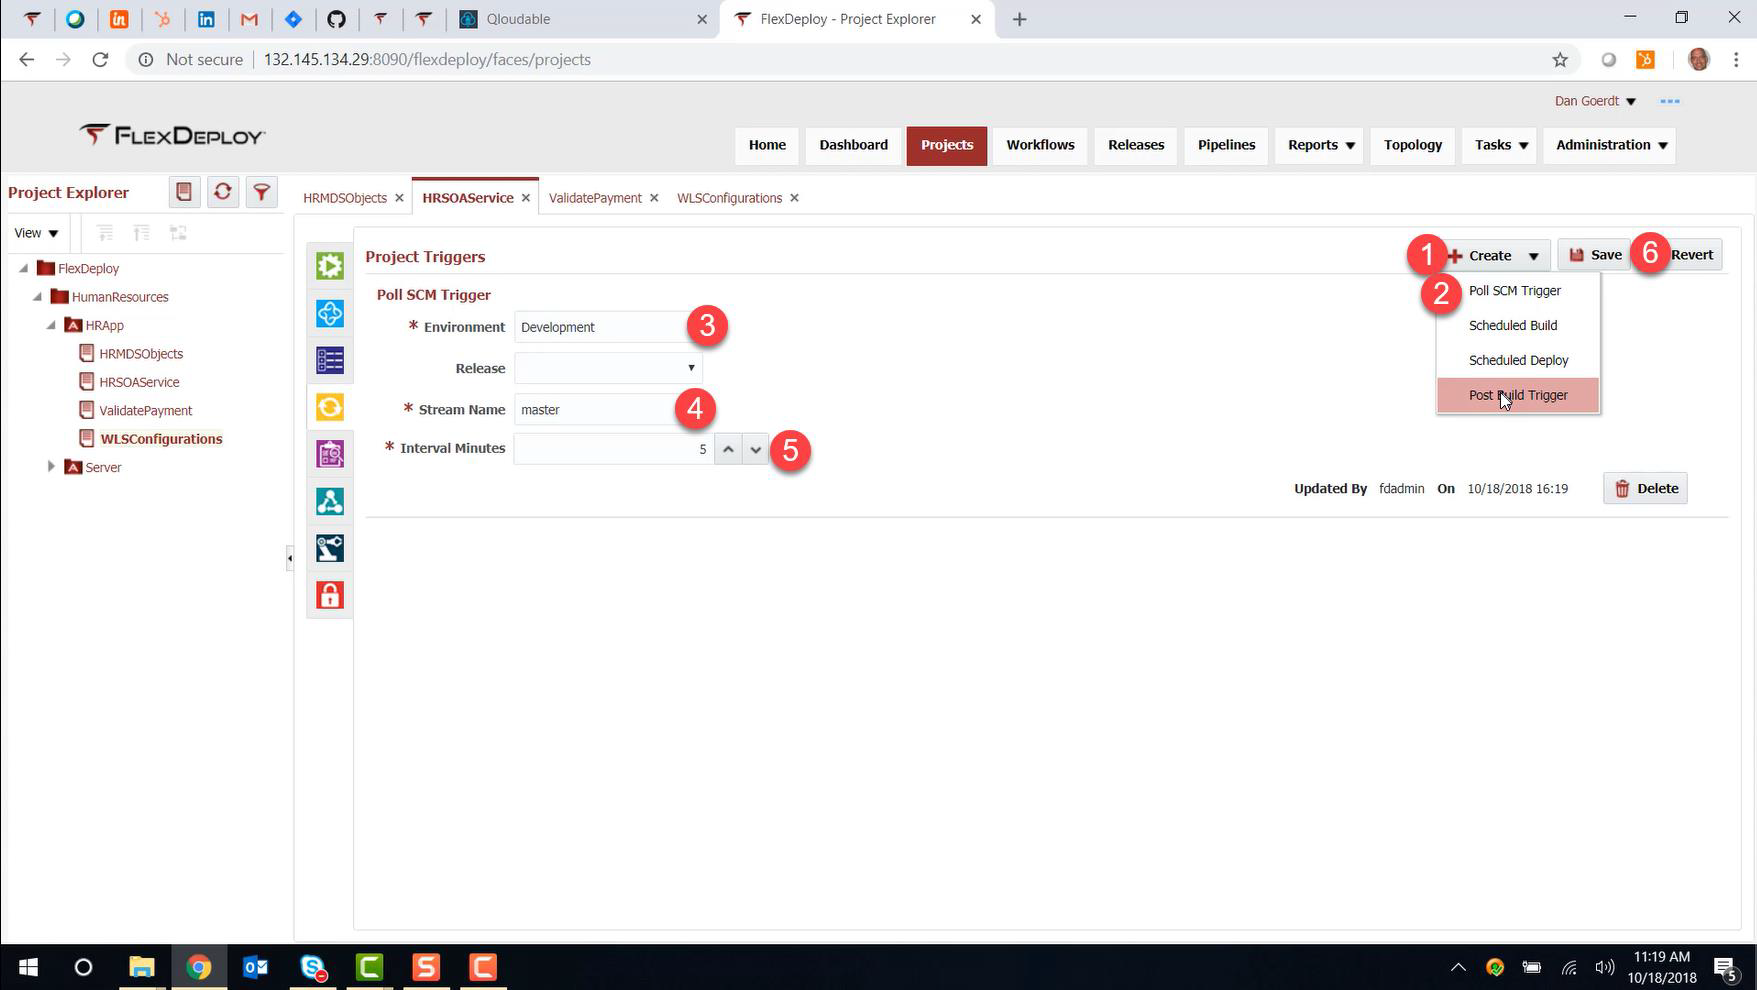 Qloudable
FlexDeploy - Project Explorer
Not secure
132.145.134.29:8090/flexdeploy/faces/projects
Dan Goerdt
FLEXDEPLOY
Home
Dashboard
Projects
Workflows
Releases
Pipelines
Reports
Topology
Tasks
Administration
Project Explorer
HRMDSObjects
HRSOAService
ValidatePayment
WLSConfigurations
View
FlexDeploy
HumanResources
HRApp
HRMDSObjects
HRSOAService
ValidatePayment
WLSConfigurations
Server
Project Triggers
1 Create
Save
6 Revert
2 Poll SCM Trigger
Scheduled Build
Scheduled Deploy
Post Build Trigger
Poll SCM Trigger
* Environment Development 3
Release
* Stream Name master 4
* Interval Minutes 5 5
Updated By fdadmin On 10/18/2018 16:19
Delete
11:19 AM
10/18/2018
5